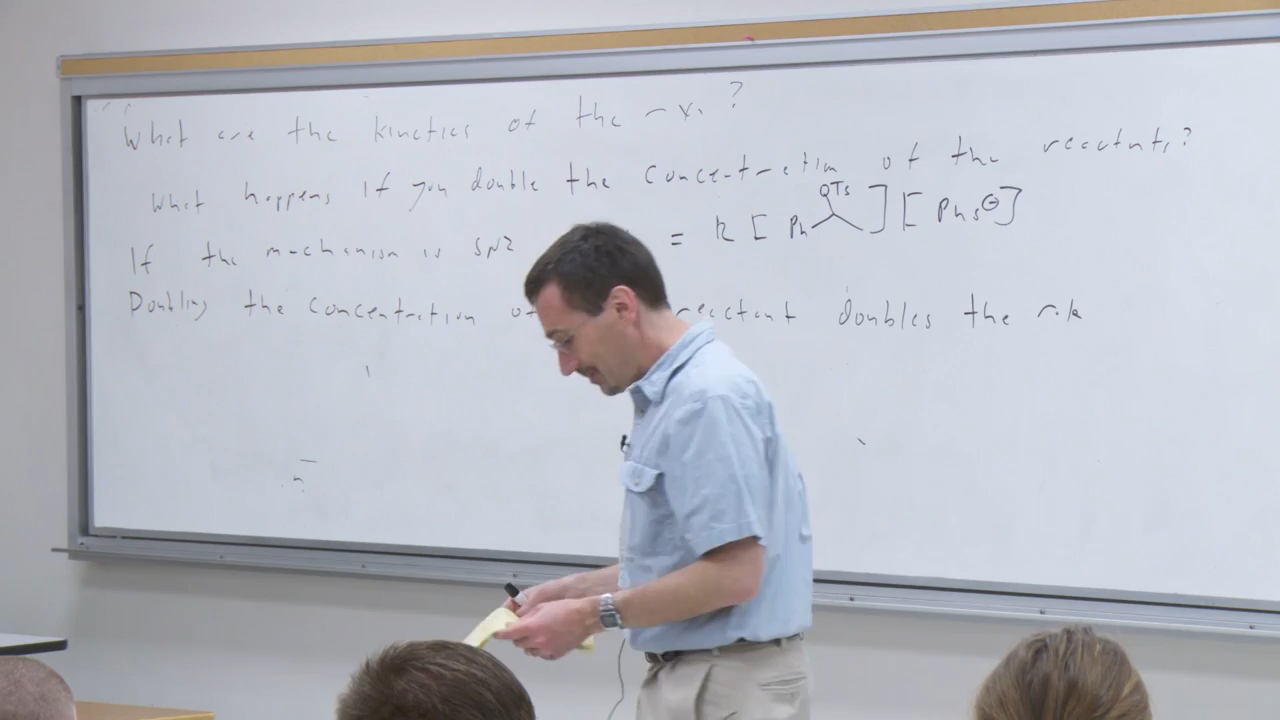 What are the kinetics of the rx. ?
What happens if you double the concentration of the reactants?
If the mechanism is SN2 = k [ Ph OTs ] [ PhS⊖ ]
Doubling the concentration of reactant doubles the rate